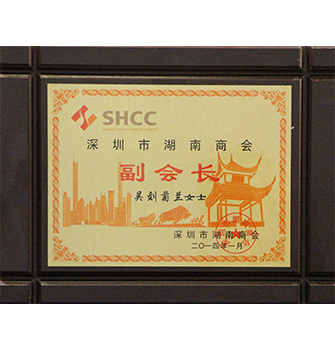 SHCC
深圳市湖南商会
副会长
吴刘菊兰女士
深圳市湖南商会
二〇一四年一月